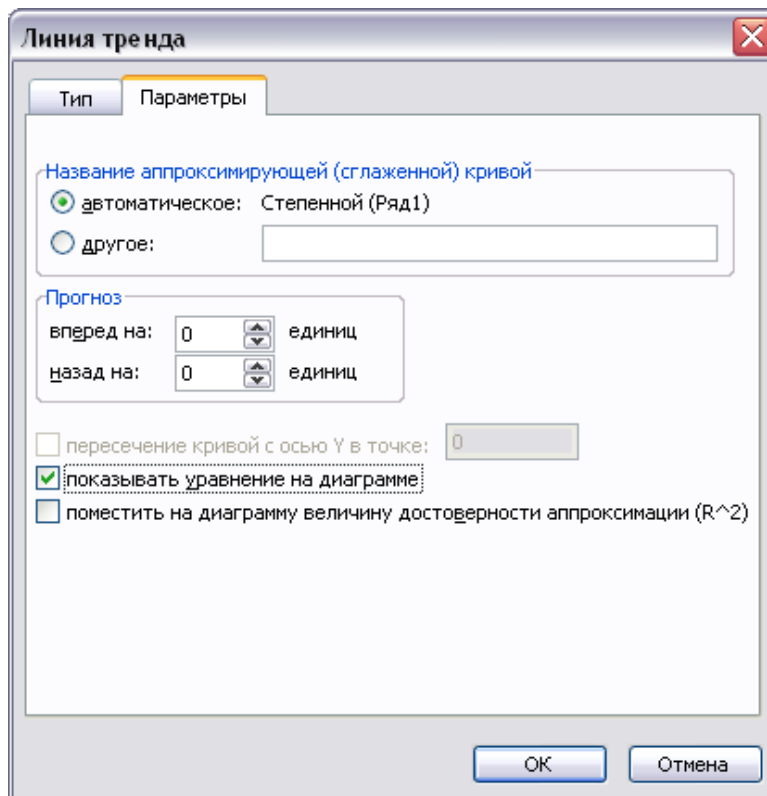 Линия тренда
Тип Параметры
Название аппроксимирующей (сглаженной) кривой
автоматическое: Степенной (Ряд1)
другое:
Прогноз
вперед на: 0 единиц
назад на: 0 единиц
пересечение кривой с осью Y в точке: 0
показывать уравнение на диаграмме
поместить на диаграмму величину достоверности аппроксимации (R^2)
ОК Отмена